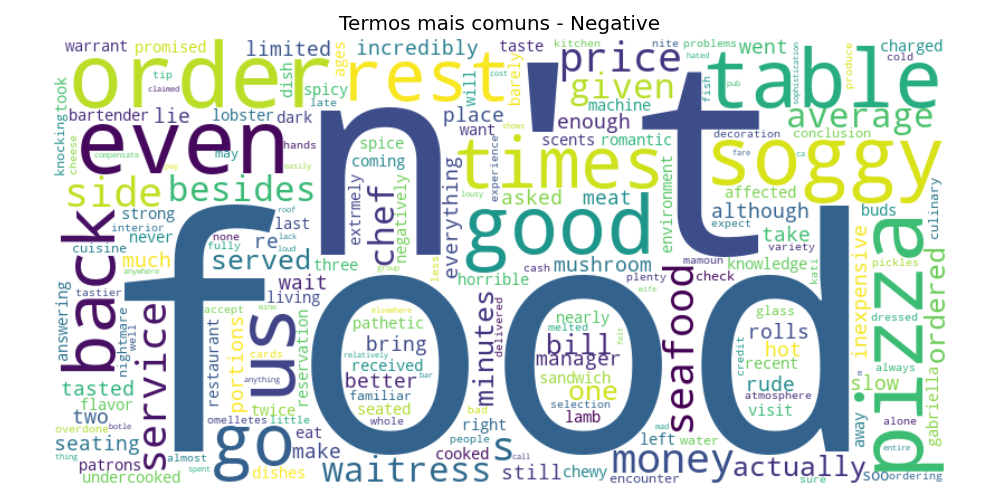 Termos mais comuns - Negative
warrant promised limited incredibly taste kitchen nite problems went charged
took order ages rest price hated table cold
tip dish will barely given fish sophistication produce
claimed spicy cost machine pub
late
bartender lie lobster dark place enough decoration average
knocking even hands want scents romantic conclusion
cheese may n't shows fare ca
compensate spice times soggy
easy easily coming experience
side besides extrmely chef negatively everything lousy asked meat environment affected
strong roof good although buds culinary
back interior last expect
never none re lack take variety
cuisine fully loud mamoun
much served three group less horrible cash mushroom plenty knowledge kati pickles
anywhere wait check inexpensive pizza
tastier living minutes delivered seafood wife dressed ordered
answering nightmare well service restaurant portions us accept wine elsewhere nearly glass
pathetic melted bill felt rolls
cards reservation bring manager credit hot
relatively received recent always
tasted anything better bar sandwich rude slow
flavor familiar one atmosphere
twice seated selection visit
two omelletes little whole bad lamb away alone gabriella
overdone botle right mad
seating go eat people s call left water
thing almost make cooked food money actually entire
patrons spent waitress still chewy encounter sure soo ordering
undercooked dishes